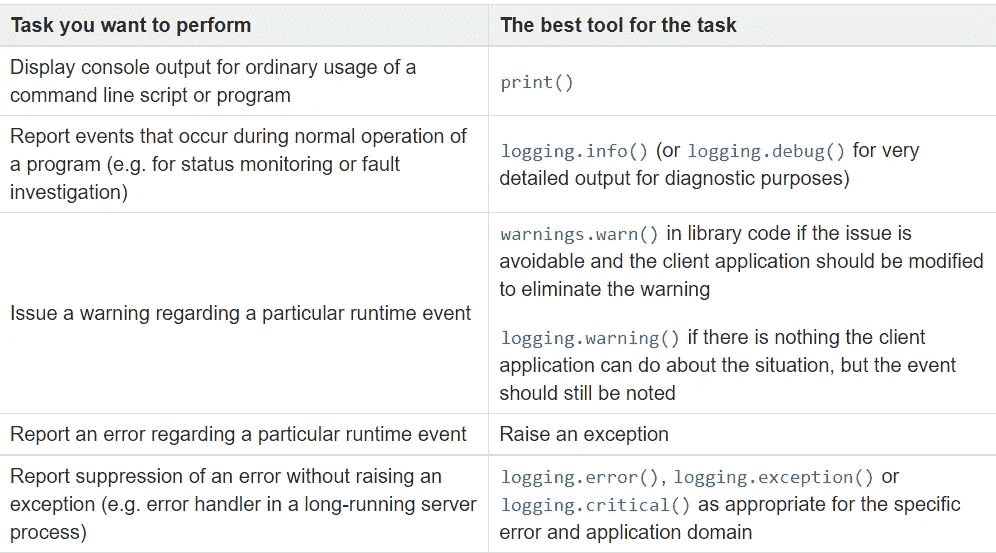 Task you want to perform
The best tool for the task
Display console output for ordinary usage of a
command line script or program
print()
Report events that occur during normal operation of
a program (e.g. for status monitoring or fault
investigation)
logging.info() (or logging.debug() for very
detailed output for diagnostic purposes)
Issue a warning regarding a particular runtime event
warnings.warn() in library code if the issue is
avoidable and the client application should be modified
to eliminate the warning
logging.warning() if there is nothing the client
application can do about the situation, but the event
should still be noted
Report an error regarding a particular runtime event
Raise an exception
Report suppression of an error without raising an
exception (e.g. error handler in a long-running server
process)
logging.error(), logging.exception() or
logging.critical() as appropriate for the specific
error and application domain